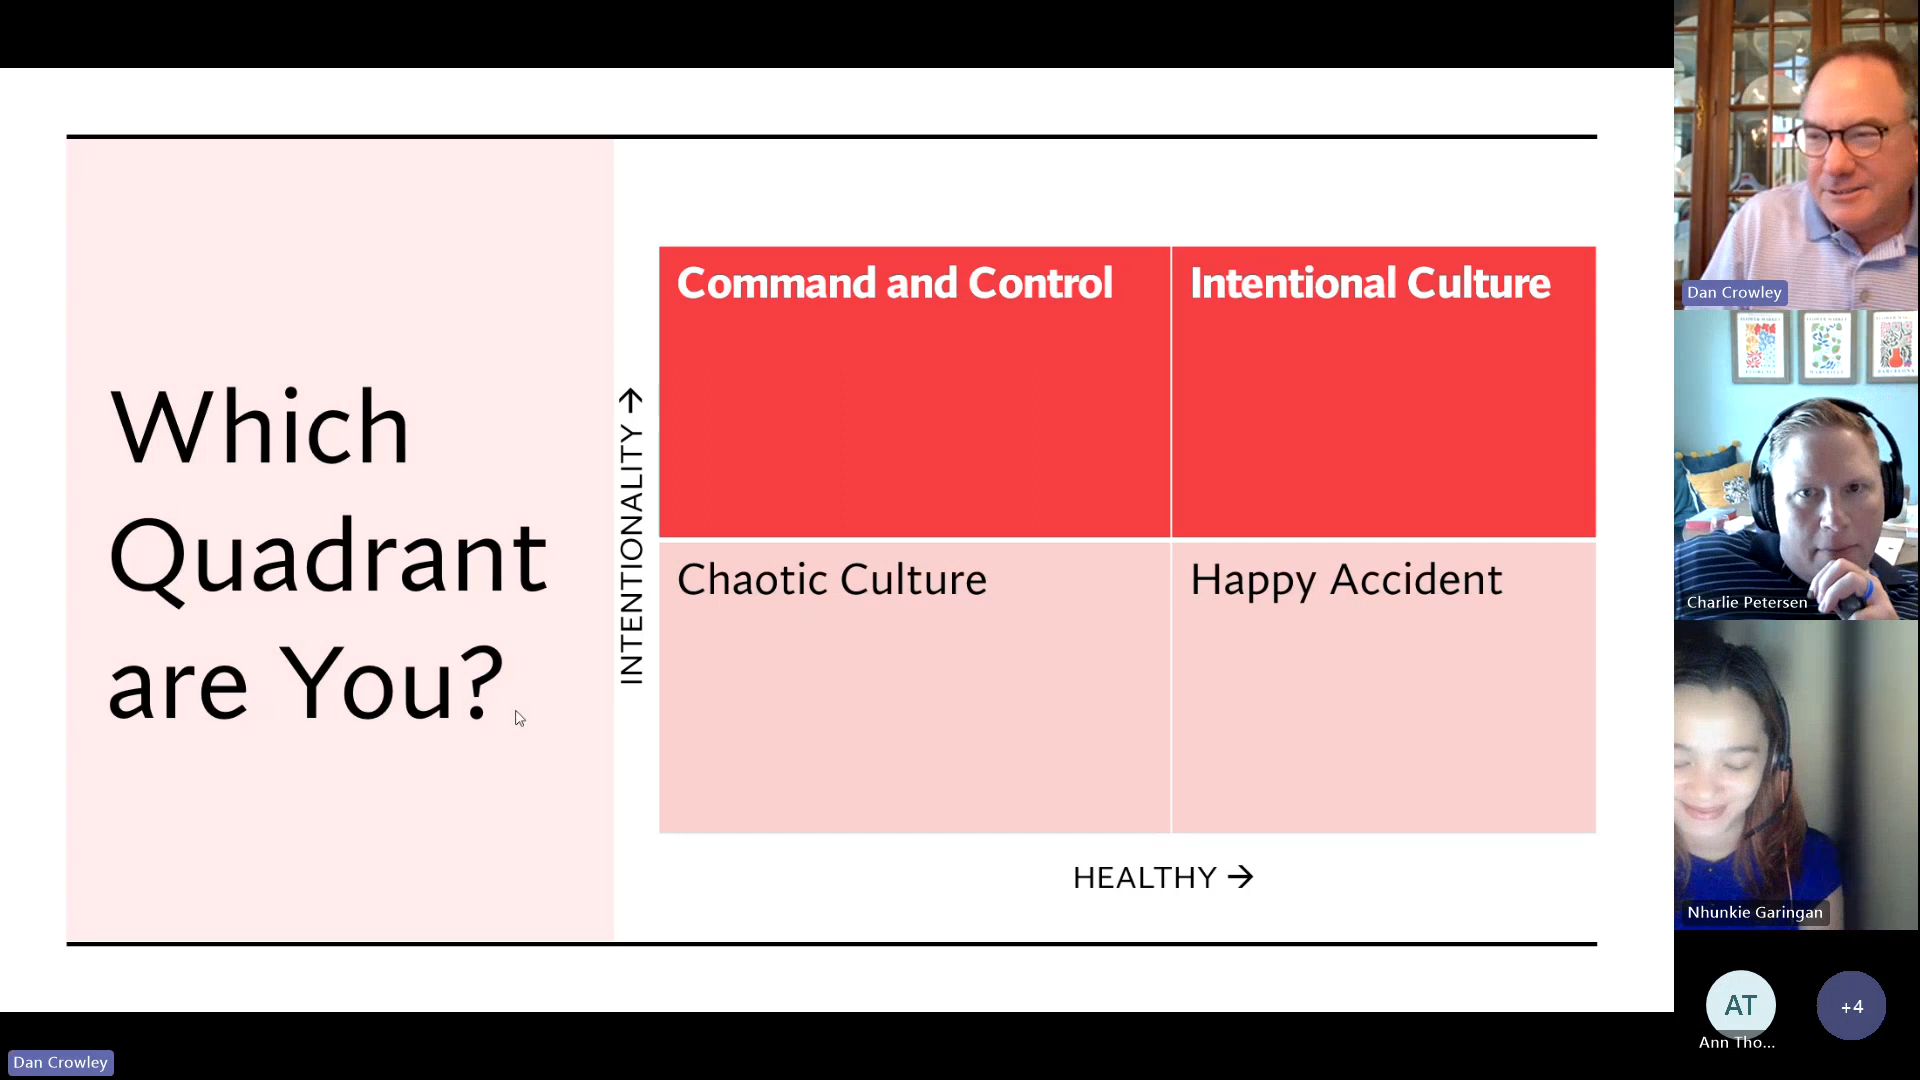 Which
Quadrant
are You?
INTENTIONALITY →
Command and Control
Intentional Culture
Chaotic Culture
Happy Accident
HEALTHY →
Dan Crowley
Charlie Petersen
Nhunkie Garingan
AT
+4
Ann Tho...
Dan Crowley